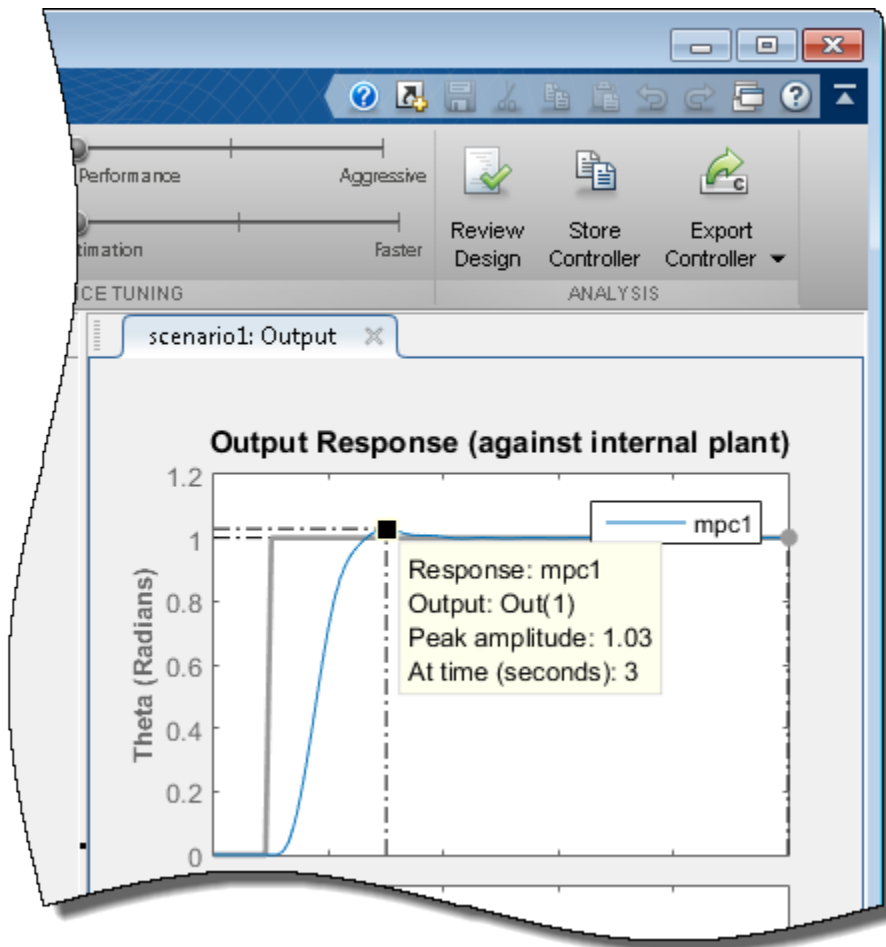 Performance
Aggressive
timation
Faster
Review Design
Store Controller
Export Controller
C
CE TUNING
ANALYSIS
scenario1: Output
Output Response (against internal plant)
1.2
1
0.8
0.6
0.4
0.2
0
Theta (Radians)
mpc1
Response: mpc1
Output: Out(1)
Peak amplitude: 1.03
At time (seconds): 3